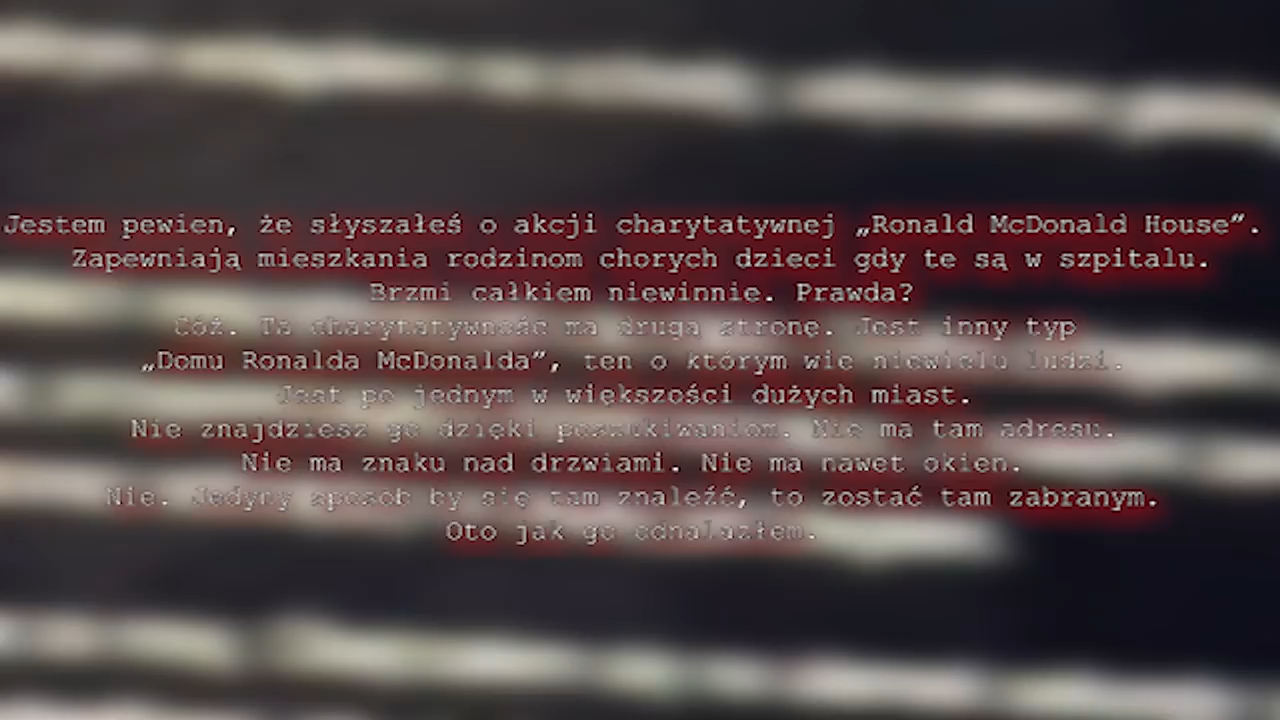 Jestem pewien, że słyszałeś o akcji charytatywnej „Ronald McDonald House”.
Zapewniają mieszkania rodzinom chorych dzieci gdy te są w szpitalu.
Brzmi całkiem niewinnie. Prawda?
Cóż. Ta charytatywność ma drugą stronę. Jest inny typ
„Domu Ronalda McDonalda”, ten o którym wie niewielu ludzi.
Jest po jednym w większości dużych miast.
Nie znajdziesz go dzięki poszukiwaniom. Nie ma tam adresu.
Nie ma znaku nad drzwiami. Nie ma nawet okien.
Nie. Jedyny sposób by się tam znaleźć, to zostać tam zabranym.
Oto jak go odnalazłem.